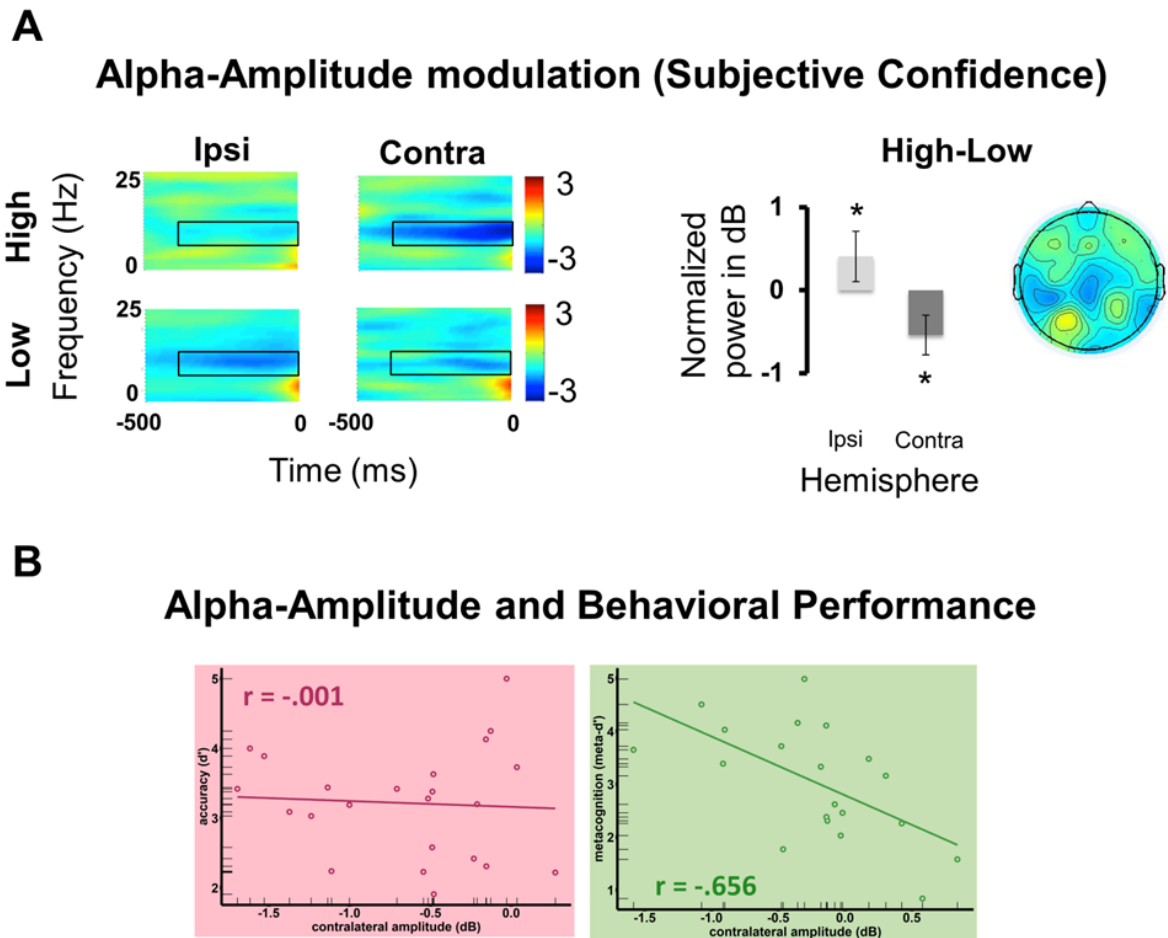 A
Alpha-Amplitude modulation (Subjective Confidence)
Ipsi
Contra
High-Low
High
Low
Frequency (Hz)
25
0
25
0
3
-3
3
-3
-500
0
-500
0
Time (ms)
Normalized
power in dB
1
0
-1
*
*
Ipsi
Contra
Hemisphere
B
Alpha-Amplitude and Behavioral Performance
r = -.001
accuracy (d')
5
4
3
2
-1.5
-1.0
-0.5
0.0
contralateral amplitude (dB)
r = -.656
metacognition (meta-d')
5
4
3
2
1
-1.5
-1.0
-0.5
0.0
0.5
contralateral amplitude (dB)